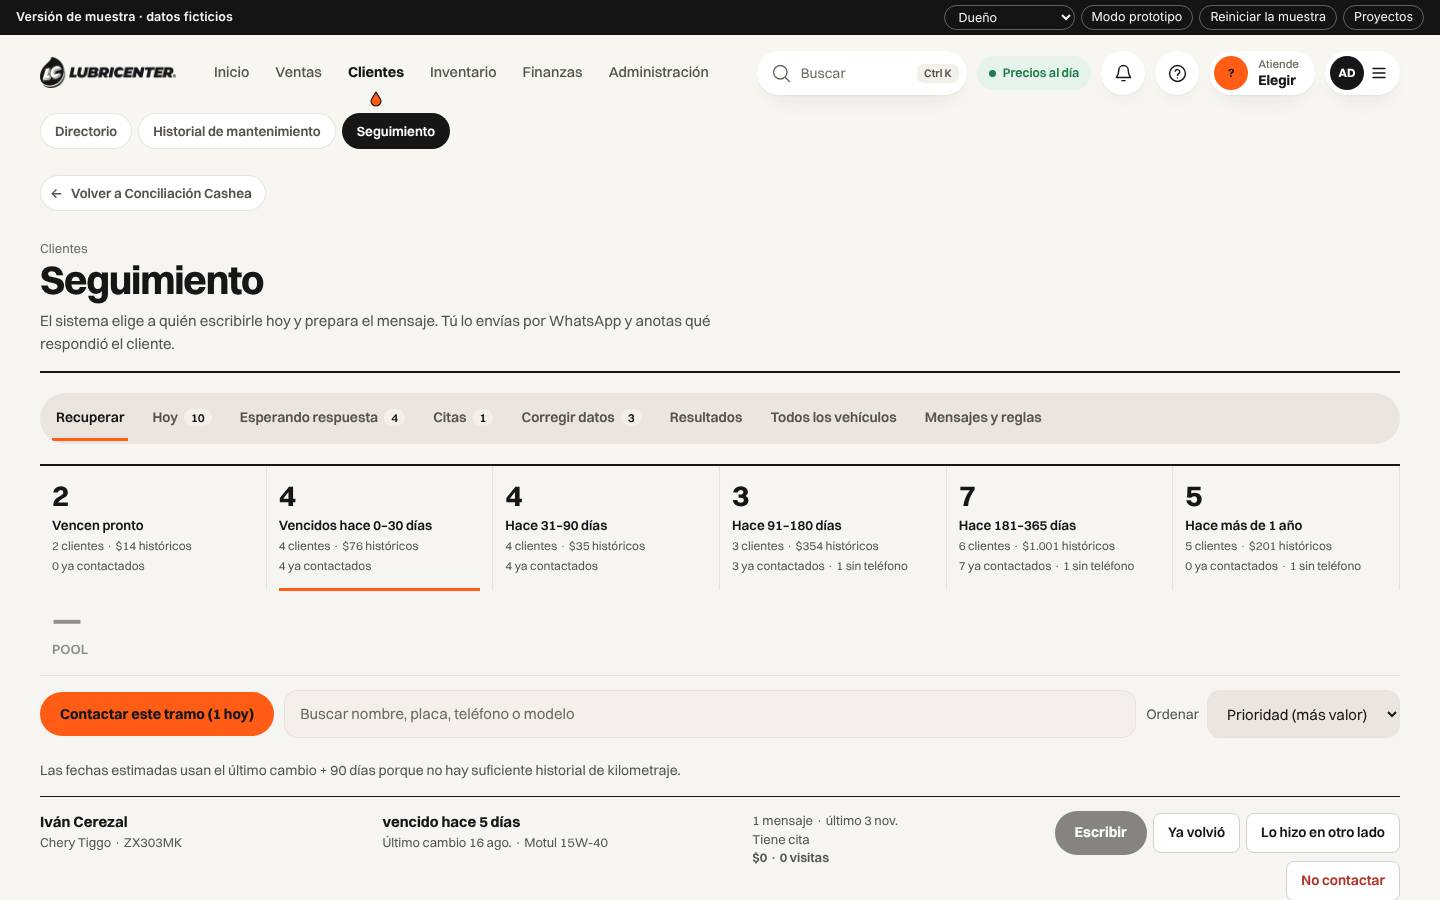 Versión de muestra · datos ficticios
Dueño
Modo prototipo
Reiniciar la muestra
Proyectos
LUBRICENTER.
Inicio
Ventas
Clientes
Inventario
Finanzas
Administración
Buscar
Ctrl K
Precios al día
?
Atiende
Elegir
AD
Directorio
Historial de mantenimiento
Seguimiento
← Volver a Conciliación Cashea
Clientes
Seguimiento
El sistema elige a quién escribirle hoy y prepara el mensaje. Tú lo envías por WhatsApp y anotas qué
respondió el cliente.
Recuperar
Hoy 10
Esperando respuesta 4
Citas 1
Corregir datos 3
Resultados
Todos los vehículos
Mensajes y reglas
2
Vencen pronto
2 clientes · $14 históricos
0 ya contactados
4
Vencidos hace 0–30 días
4 clientes · $76 históricos
4 ya contactados
4
Hace 31–90 días
4 clientes · $35 históricos
4 ya contactados
3
Hace 91–180 días
3 clientes · $354 históricos
3 ya contactados · 1 sin teléfono
7
Hace 181–365 días
6 clientes · $1.001 históricos
7 ya contactados · 1 sin teléfono
5
Hace más de 1 año
5 clientes · $201 históricos
0 ya contactados · 1 sin teléfono
—
POOL
Contactar este tramo (1 hoy)
Buscar nombre, placa, teléfono o modelo
Ordenar
Prioridad (más valor)
Las fechas estimadas usan el último cambio + 90 días porque no hay suficiente historial de kilometraje.
Iván Cerezal
Chery Tiggo · ZX303MK
vencido hace 5 días
Último cambio 16 ago. · Motul 15W-40
1 mensaje · último 3 nov.
Tiene cita
$0 · 0 visitas
Escribir
Ya volvió
Lo hizo en otro lado
No contactar